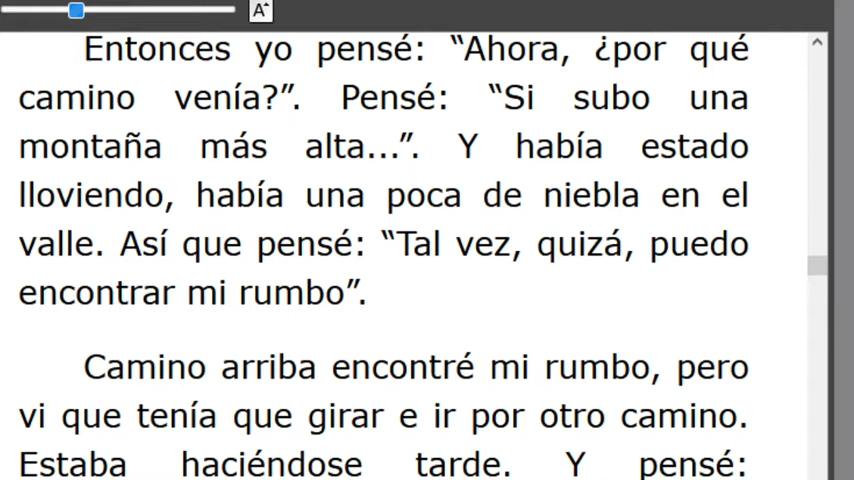 A
Entonces yo pensé: “Ahora, ¿por qué
camino venía?”. Pensé: “Si subo una
montaña más alta...”. Y había estado
lloviendo, había una poca de niebla en el
valle. Así que pensé: “Tal vez, quizá, puedo
encontrar mi rumbo”.
Camino arriba encontré mi rumbo, pero
vi que tenía que girar e ir por otro camino.
Estaba haciéndose tarde. Y pensé: